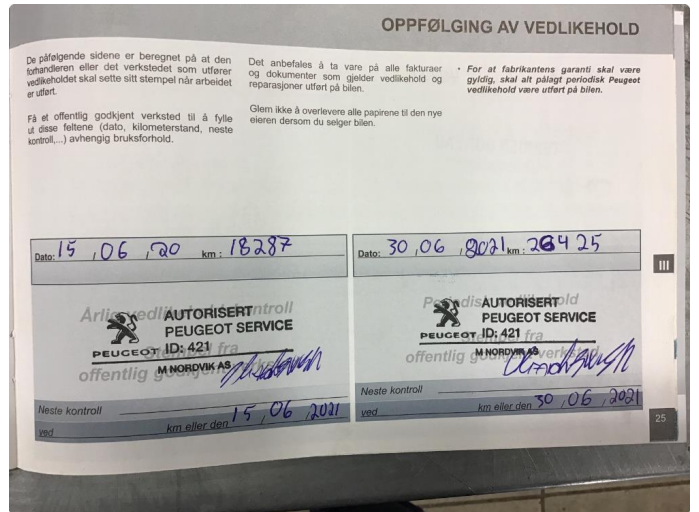 OPPFØLGING AV VEDLIKEHOLD
De påfølgende sidene er beregnet på at den
forhandleren eller det verkstedet som utfører
vedlikeholdet skal sette sitt stempel når arbeidet
er utført.
Få et offentlig godkjent verksted til å fylle
ut disse feltene (dato, kilometerstand, neste
kontroll,...) avhengig bruksforhold.
Det anbefales å ta vare på alle fakturaer
og dokumenter som gjelder vedlikehold og
reparasjoner utført på bilen.
Glem ikke å overlevere alle papirene til den nye
eieren dersom du selger bilen.
• For at fabrikantens garanti skal være
gyldig, skal alt pålagt periodisk Peugeot
vedlikehold være utført på bilen.
Dato: 15 , 06 , 20 km : 18287
AUTORISERT
PEUGEOT SERVICE
PEUGEOT ID: 421
M NORDVIK AS
offentlig
Neste kontroll
ved km eller den 15 , 06 , 2021
Dato: 30 , 06 , 2021 km : 26425
AUTORISERT
PEUGEOT SERVICE
PEUGEOT ID: 421 fra
offentlig M NORDVIK AS
Neste kontroll
ved km eller den 30 , 06 , 2021
III
25